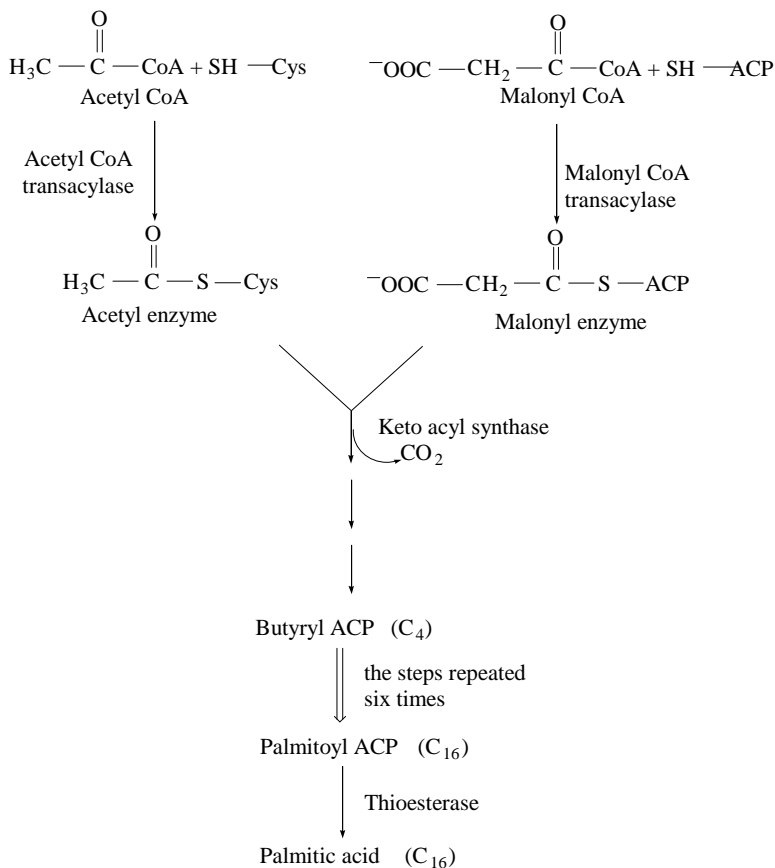 O
H₃C — C — CoA + SH — Cys
Acetyl CoA
O
⁻OOC — CH₂ — C — CoA + SH — ACP
Malonyl CoA
Acetyl CoA
transacylase
Malonyl CoA
transacylase
O
H₃C — C — S — Cys
Acetyl enzyme
O
⁻OOC — CH₂ — C — S — ACP
Malonyl enzyme
Keto acyl synthase
CO₂
Butyryl ACP (C₄)
the steps repeated
six times
Palmitoyl ACP (C₁₆)
Thioesterase
Palmitic acid (C₁₆)